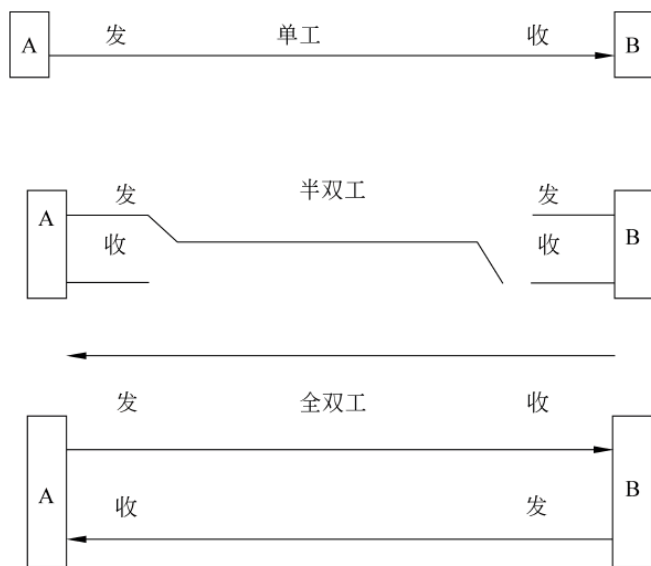 A 发 单工 收 B
发 半双工 发
A 收 收 B
发 全双工 收
A 收 发 B